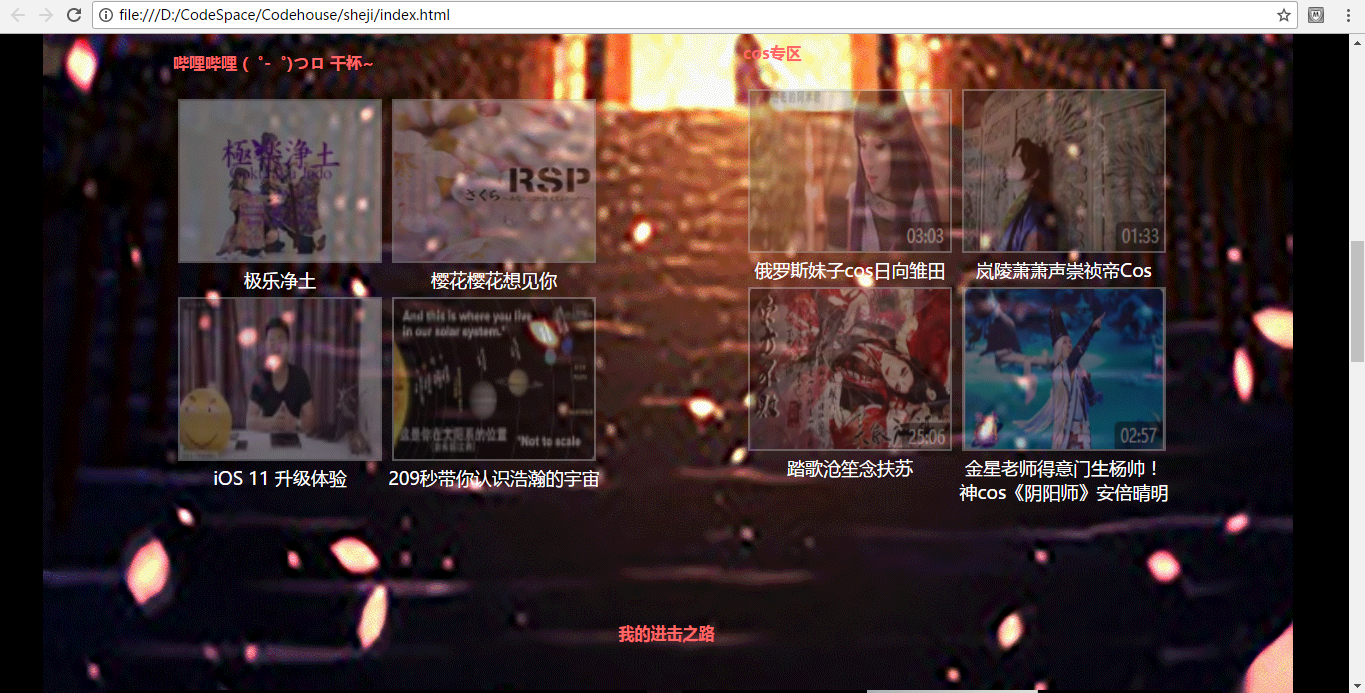 file:///D:/CodeSpace/Codehouse/sheji/index.html
哔哩哔哩 ( ゜- ゜)つロ 干杯~
極楽净土
Gokuraku Jodo
RSP
さくら
极乐净土
樱花樱花想见你
And this is where you live
in our solar system."
这是你在太阳系的位置
"Not to scale
iOS 11 升级体验
209秒带你认识浩瀚的宇宙
cos专区
03:03
01:33
俄罗斯妹子cos日向雏田
岚陵萧萧声崇祯帝Cos
25:06
02:57
踏歌沧笙念扶苏
金星老师得意门生杨帅！
神cos《阴阳师》安倍晴明
我的进击之路